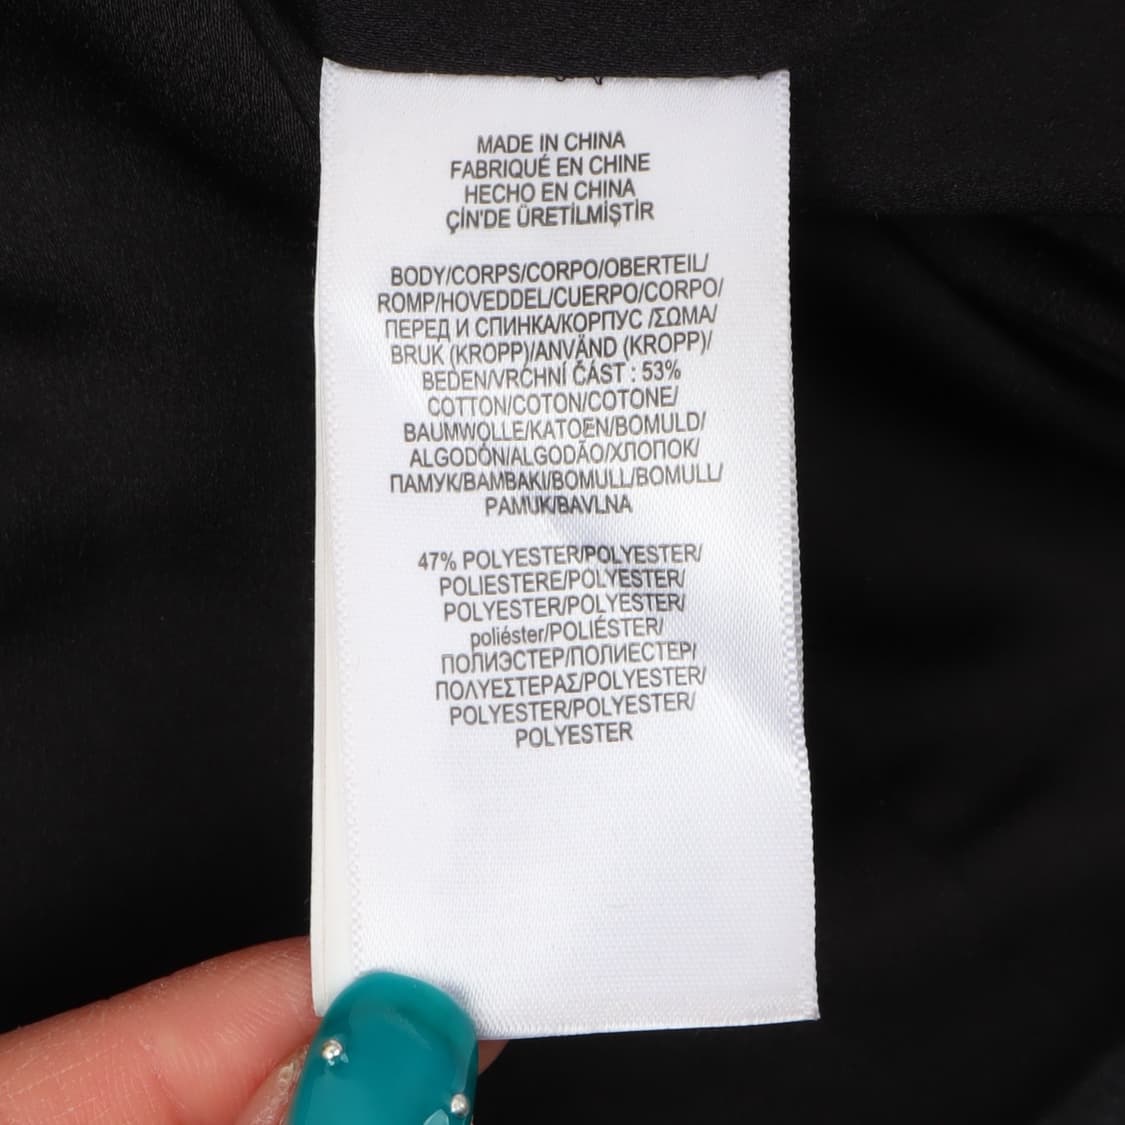 MADE IN CHINA
FABRIQUÉ EN CHINE
HECHO EN CHINA
ÇİN'DE ÜRETİLMİŞTİR
BODY/CORPS/CORPO/OBERTEIL/
ROMP/HOVEDDEL/CUERPO/CORPO/
ПЕРЕД И СПИНКА/КОРПУС /ΣΩΜΑ/
BRUK (KROPP)/ANVÄND (KROPP)/
BEDEN/VRCHNÍ ČÁST : 53%
COTTON/COTON/COTONE/
BAUMWOLLE/KATOEN/BOMULD/
ALGODÓN/ALGODÃO/ХЛОПОК/
ПАМУК/ΒΑΜΒΑΚΙ/BOMULL/BOMULL/
PAMUK/BAVLNA
47% POLYESTER/POLYESTER/
POLIESTERE/POLYESTER/
POLYESTER/POLYESTER/
poliéster/POLIÉSTER/
ПОЛИЭСТЕР/ПОЛИЕСТЕР/
ΠΟΛΥΕΣΤΕΡΑΣ/POLYESTER/
POLYESTER/POLYESTER/
POLYESTER